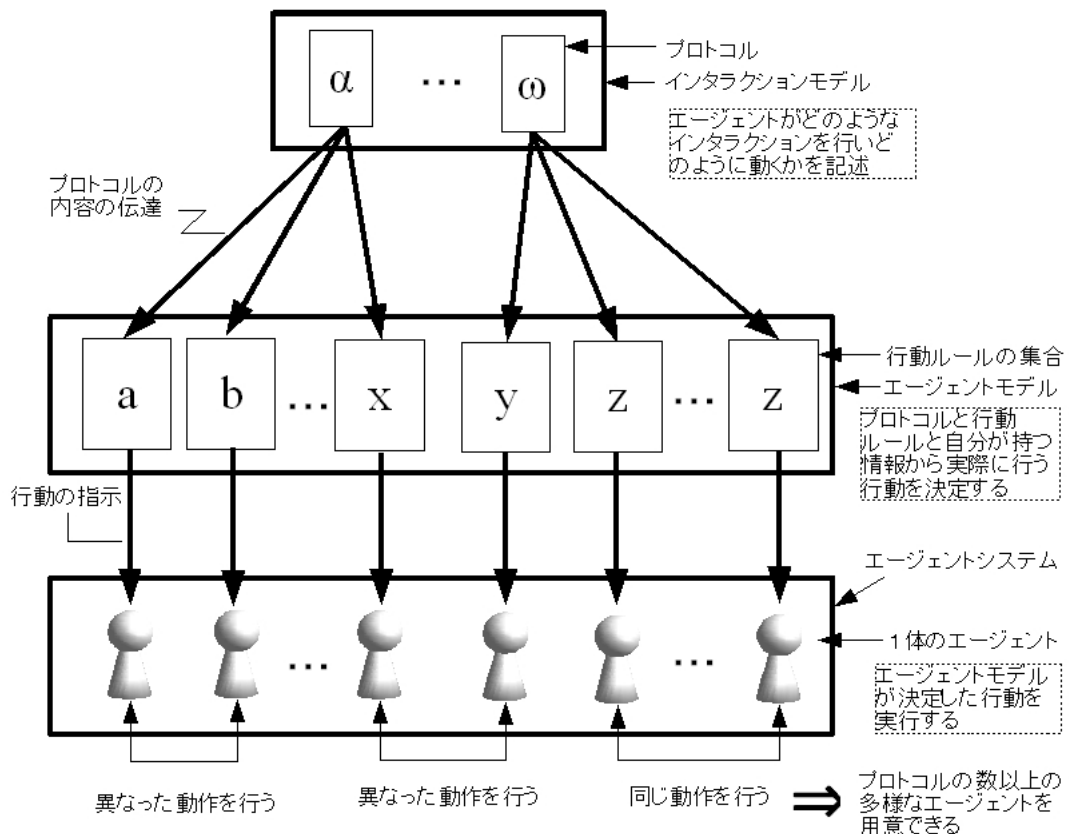 α
…
ω
プロトコル
インタラクションモデル
エージェントがどのような
インタラクションを行いど
のように動くかを記述
プロトコルの
内容の伝達
a
b
…
x
y
z
…
z
行動ルールの集合
エージェントモデル
プロトコルと行動
ルールと自分が持つ
情報から実際に行う
行動を決定する
行動の指示
エージェントシステム
…
…
1体のエージェント
エージェントモデル
が決定した行動を
実行する
異なった動作を行う
異なった動作を行う
同じ動作を行う
⇒
プロトコルの数以上の
多様なエージェントを
用意できる